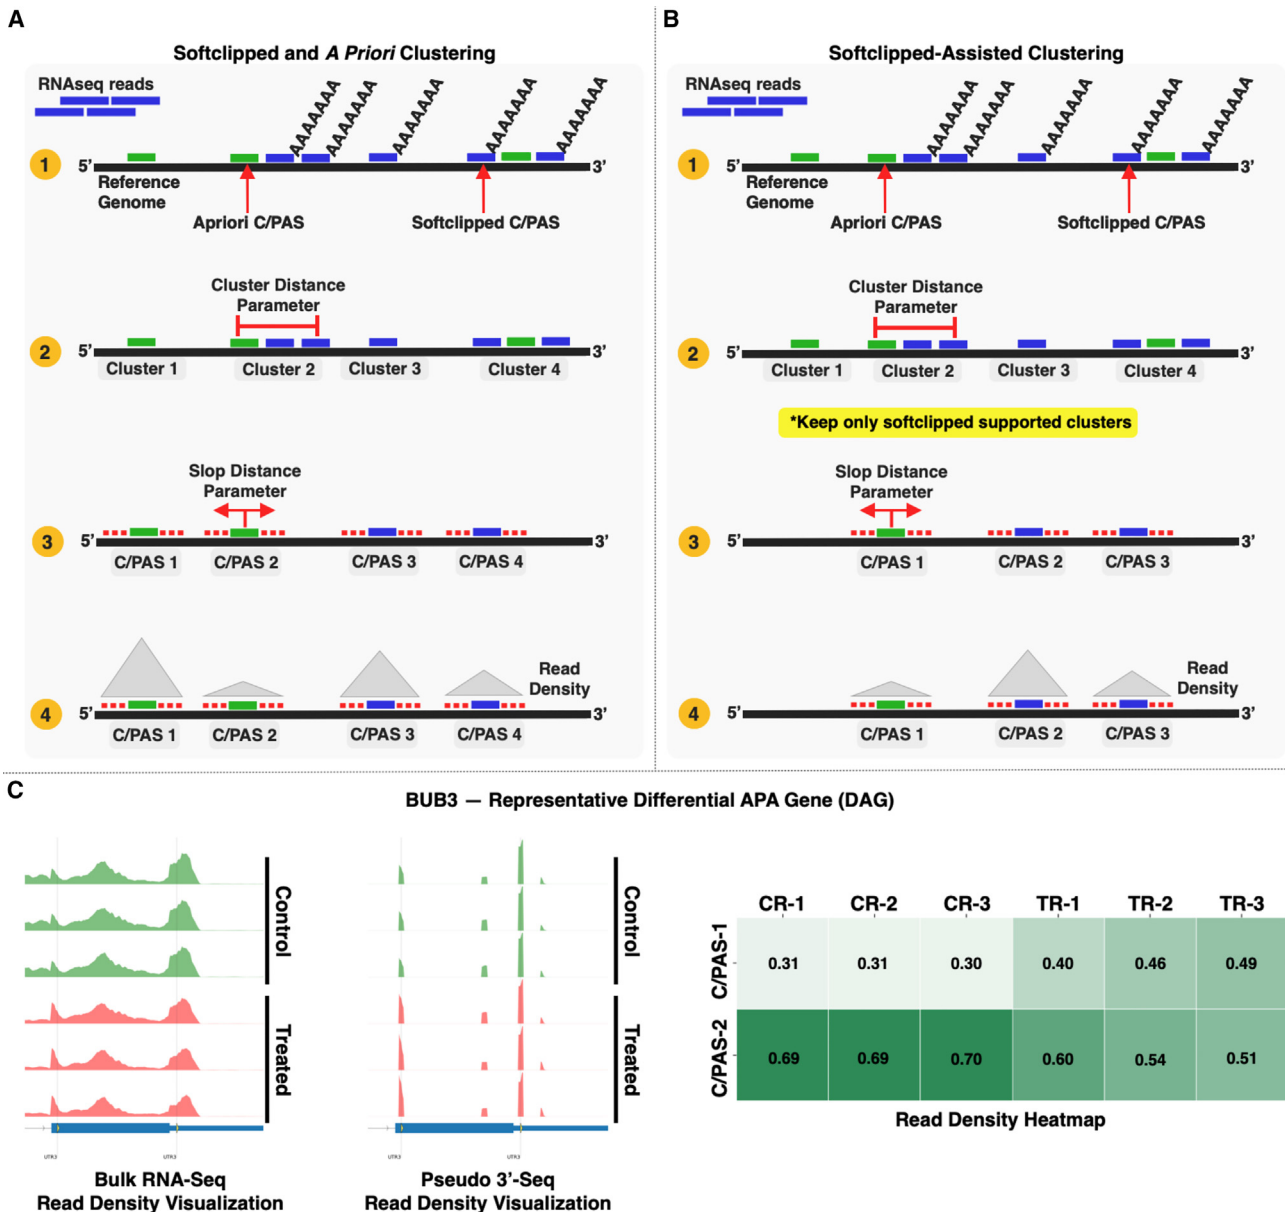 A
Softclipped and A Priori Clustering
RNAseq reads
AAAAAAA
AAAAAAA
AAAAAAA
AAAAAAA
AAAAAAA
1
5'
3'
Reference
Genome
Apriori C/PAS
Softclipped C/PAS
Cluster Distance
Parameter
2
5'
3'
Cluster 1
Cluster 2
Cluster 3
Cluster 4
Slop Distance
Parameter
3
5'
3'
C/PAS 1
C/PAS 2
C/PAS 3
C/PAS 4
Read
Density
4
5'
3'
C/PAS 1
C/PAS 2
C/PAS 3
C/PAS 4
B
Softclipped-Assisted Clustering
RNAseq reads
AAAAAAA
AAAAAAA
AAAAAAA
AAAAAAA
AAAAAAA
1
5'
3'
Reference
Genome
Apriori C/PAS
Softclipped C/PAS
Cluster Distance
Parameter
2
5'
3'
Cluster 1
Cluster 2
Cluster 3
Cluster 4
*Keep only softclipped supported clusters
Slop Distance
Parameter
3
5'
3'
C/PAS 1
C/PAS 2
C/PAS 3
Read
Density
4
5'
3'
C/PAS 1
C/PAS 2
C/PAS 3
C
BUB3 — Representative Differential APA Gene (DAG)
Control
Treated
UTR3
UTR3
Bulk RNA-Seq
Read Density Visualization
Control
Treated
UTR3
UTR3
Pseudo 3'-Seq
Read Density Visualization
CR-1 CR-2 CR-3 TR-1 TR-2 TR-3
C/PAS-1 0.31 0.31 0.30 0.40 0.46 0.49
C/PAS-2 0.69 0.69 0.70 0.60 0.54 0.51
Read Density Heatmap